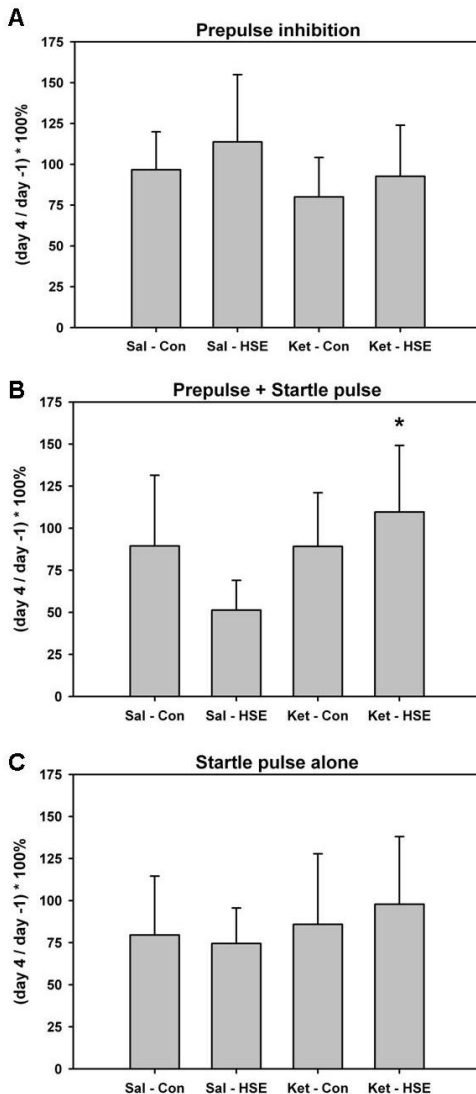 A
Prepulse inhibition
(day 4 / day -1) * 100%
175
150
125
100
75
50
25
0
Sal - Con Sal - HSE Ket - Con Ket - HSE
B
Prepulse + Startle pulse
(day 4 / day -1) * 100%
175
150
125
100
75
50
25
0
*
Sal - Con Sal - HSE Ket - Con Ket - HSE
C
Startle pulse alone
(day 4 / day -1) * 100%
175
150
125
100
75
50
25
0
Sal - Con Sal - HSE Ket - Con Ket - HSE